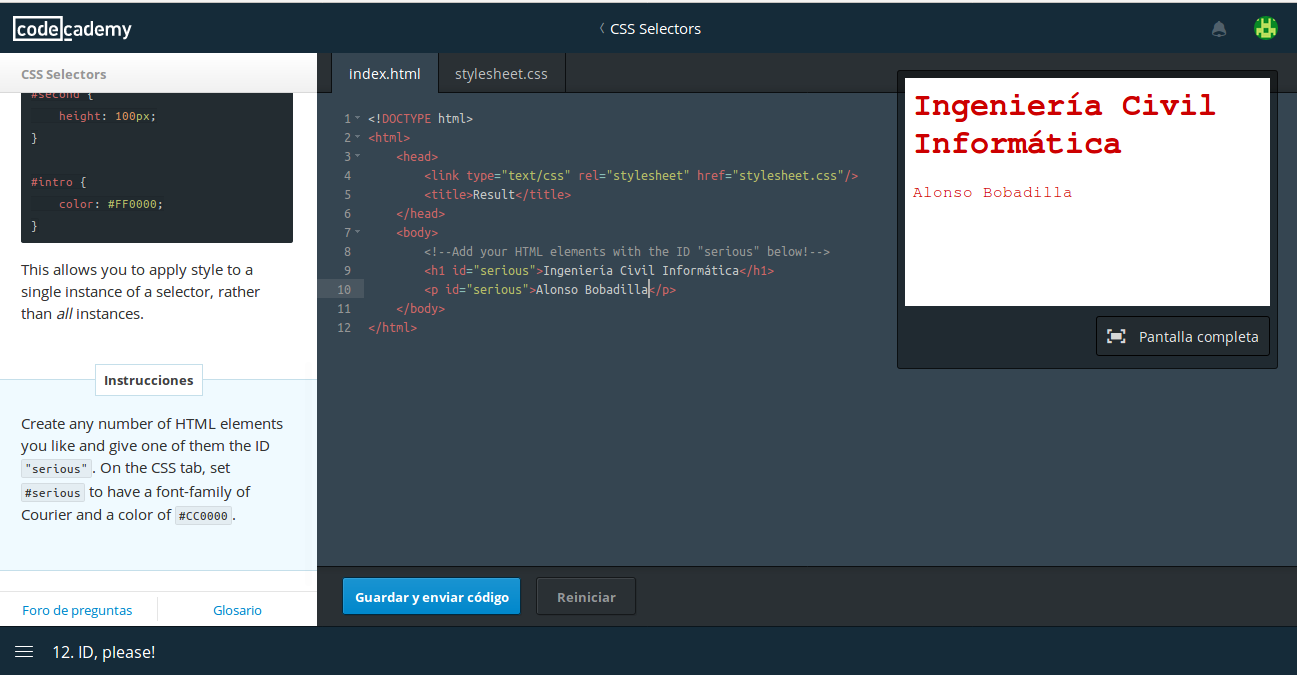 codecademy
CSS Selectors
CSS Selectors
#second {
height: 100px;
}
#intro {
color: #FF0000;
}
This allows you to apply style to a
single instance of a selector, rather
than all instances.
Instrucciones
Create any number of HTML elements
you like and give one of them the ID
"serious". On the CSS tab, set
#serious to have a font-family of
Courier and a color of #CC0000.
Foro de preguntas
Glosario
index.html
stylesheet.css
1 <!DOCTYPE html>
2 <html>
3 <head>
4 <link type="text/css" rel="stylesheet" href="stylesheet.css"/>
5 <title>Result</title>
6 </head>
7 <body>
8 <!--Add your HTML elements with the ID "serious" below!-->
9 <h1 id="serious">Ingeniería Civil Informática</h1>
10 <p id="serious">Alonso Bobadilla</p>
11 </body>
12 </html>
Ingeniería Civil
Informática
Alonso Bobadilla
Pantalla completa
Guardar y enviar código
Reiniciar
12. ID, please!